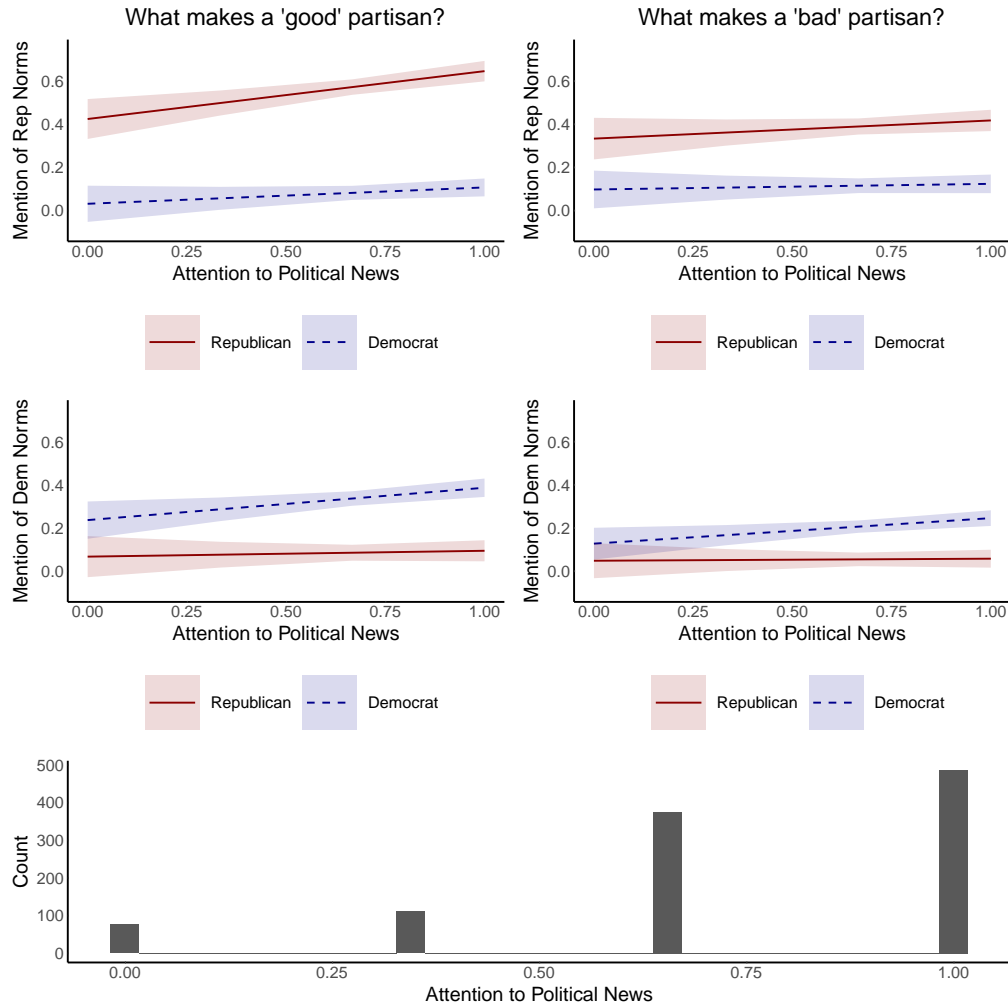 What makes a 'good' partisan?
What makes a 'bad' partisan?
Mention of Rep Norms
0.6
0.4
0.2
0.0
0.00 0.25 0.50 0.75 1.00
Attention to Political News
Republican Democrat
Mention of Rep Norms
0.6
0.4
0.2
0.0
0.00 0.25 0.50 0.75 1.00
Attention to Political News
Republican Democrat
Mention of Dem Norms
0.6
0.4
0.2
0.0
0.00 0.25 0.50 0.75 1.00
Attention to Political News
Republican Democrat
Mention of Dem Norms
0.6
0.4
0.2
0.0
0.00 0.25 0.50 0.75 1.00
Attention to Political News
Republican Democrat
Count
500
400
300
200
100
0
0.00 0.25 0.50 0.75 1.00
Attention to Political News